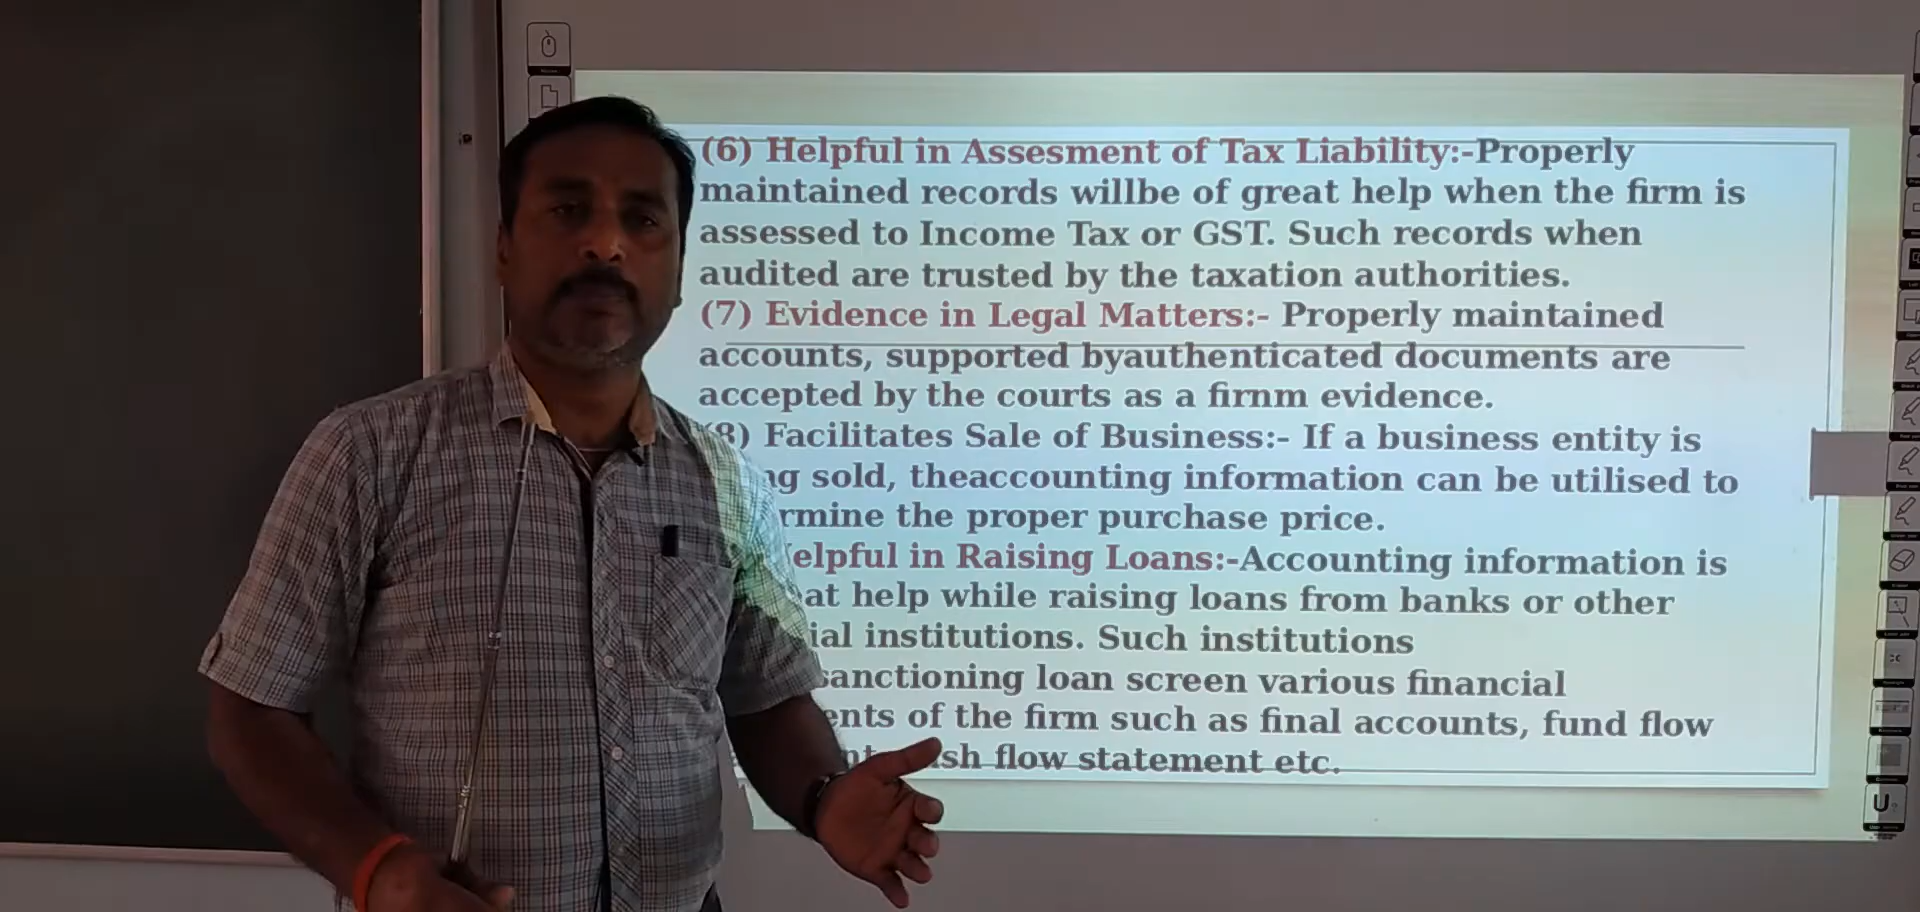 (6) Helpful in Assesment of Tax Liability:-Properly
maintained records willbe of great help when the firm is
assessed to Income Tax or GST. Such records when
audited are trusted by the taxation authorities.
(7) Evidence in Legal Matters:- Properly maintained
accounts, supported byauthenticated documents are
accepted by the courts as a firnm evidence.
(8) Facilitates Sale of Business:- If a business entity is
sold, theaccounting information can be utilised to
the proper purchase price.
in Raising Loans:-Accounting information is
help while raising loans from banks or other
institutions. Such institutions
sanctioning loan screen various financial
of the firm such as final accounts, fund flow
flow statement etc.